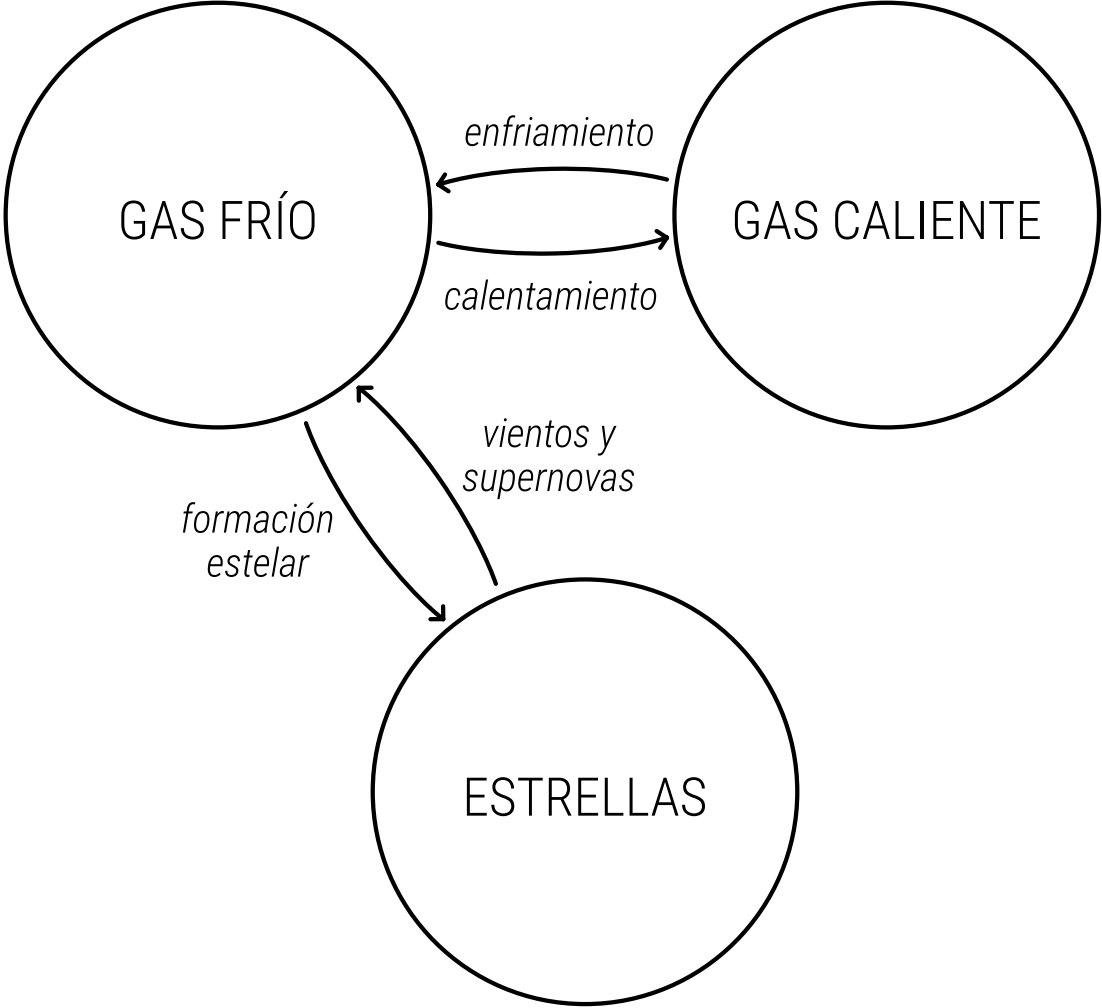 enfriamiento
GAS FRÍO
GAS CALIENTE
calentamiento
vientos y
supernovas
formación
estelar
ESTRELLAS